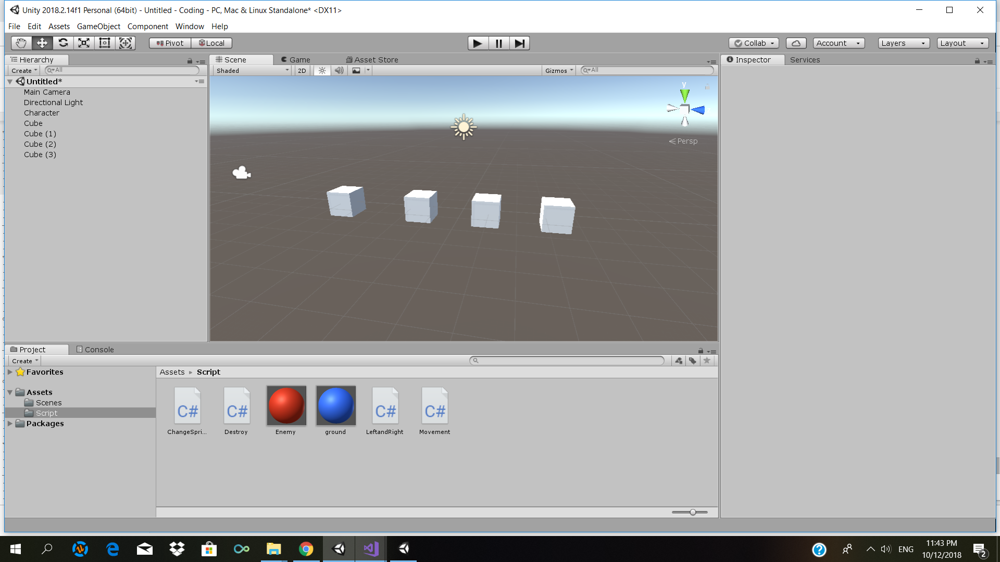 Unity 2018.2.14f1 Personal (64bit) - Untitled - Coding - PC, Mac & Linux Standalone* <DX11>
File Edit Assets GameObject Component Window Help
Pivot Local Collab Account Layers Layout
Hierarchy Scene Game Asset Store Inspector Services
Create All Shaded 2D Gizmos All
Untitled*
Main Camera
Directional Light
Character
Cube
Cube (1)
Cube (2)
Cube (3)
y
Persp
Project Console
Create
Favorites
Assets
Scenes
Script
Packages
Assets Script
C# C# C# C#
ChangeSpri... Destroy Enemy ground LeftandRight Movement
ENG
11:43 PM
10/12/2018
2